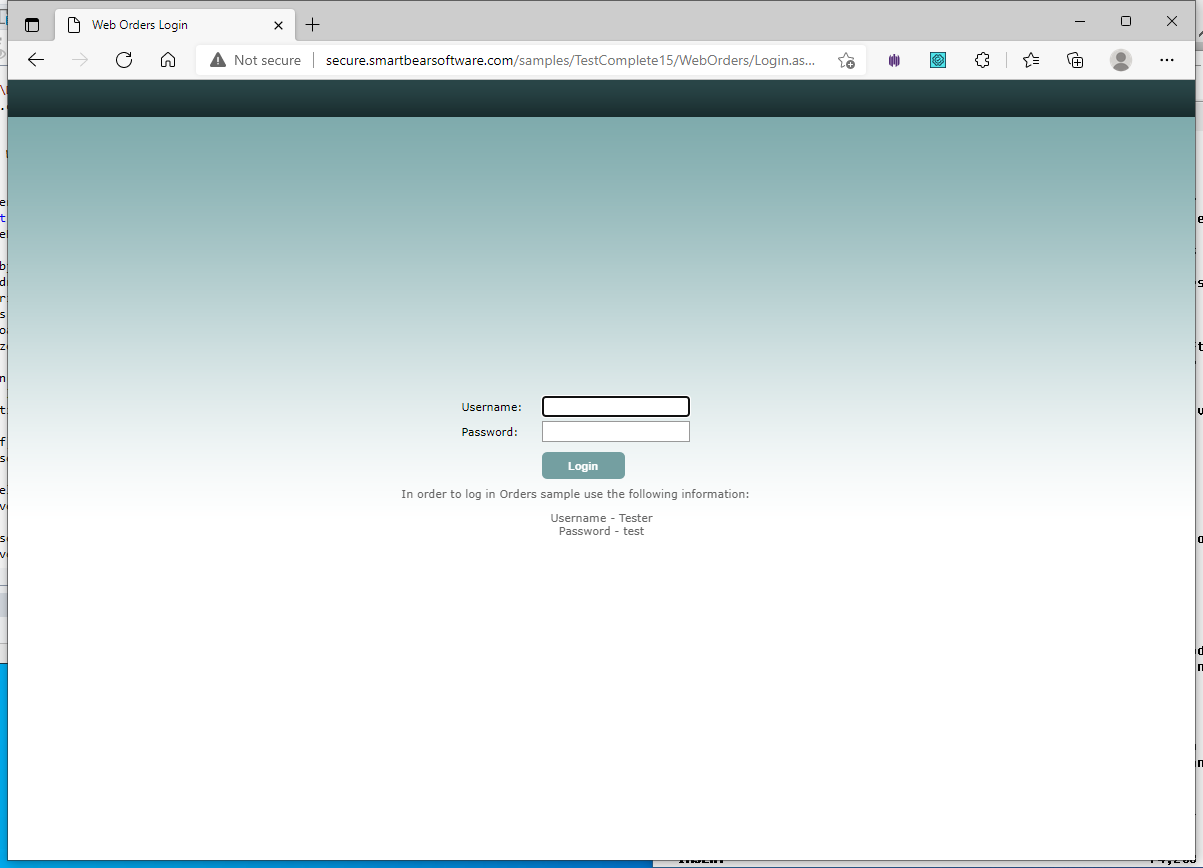 Web Orders Login
Not secure
secure.smartbearsoftware.com/samples/TestComplete15/WebOrders/Login.as...
Username:
Password:
Login
In order to log in Orders sample use the following information:
Username - Tester
Password - test